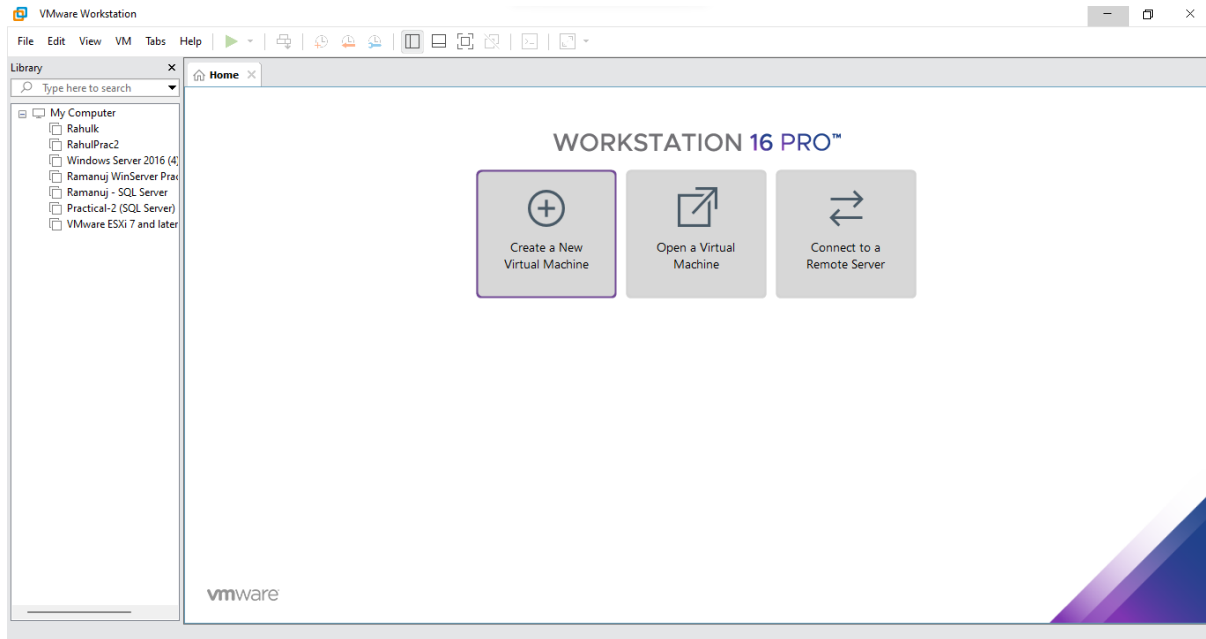 VMware Workstation
File Edit View VM Tabs Help
Library
Home
Type here to search
My Computer
Rahulk
RahulPrac2
Windows Server 2016 (4)
Ramanuj WinServer Prac
Ramanuj - SQL Server
Practical-2 (SQL Server)
VMware ESXi 7 and later
WORKSTATION 16 PRO™
Create a New
Virtual Machine
Open a Virtual
Machine
Connect to a
Remote Server
vmware